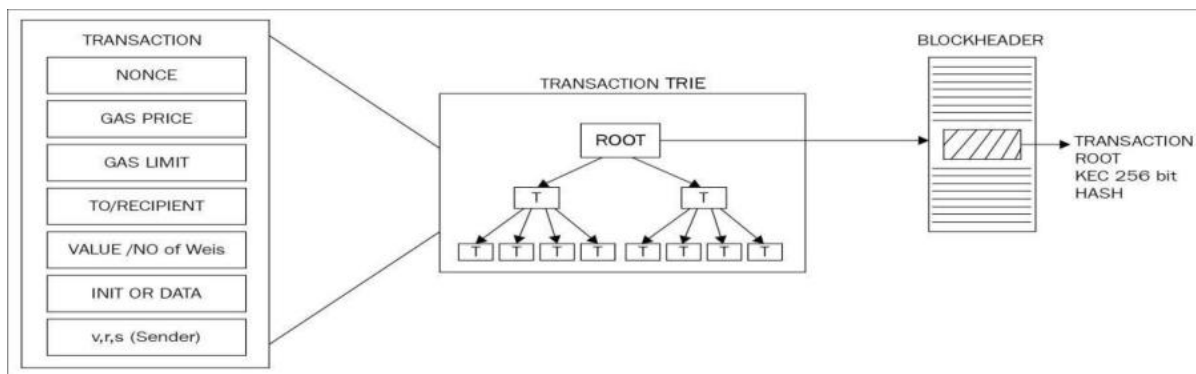 TRANSACTION
NONCE
GAS PRICE
GAS LIMIT
TO/RECIPIENT
VALUE /NO of Weis
INIT OR DATA
v,r,s (Sender)
TRANSACTION TRIE
ROOT
T T
T T T T T T T T
BLOCKHEADER
TRANSACTION
ROOT
KEC 256 bit
HASH